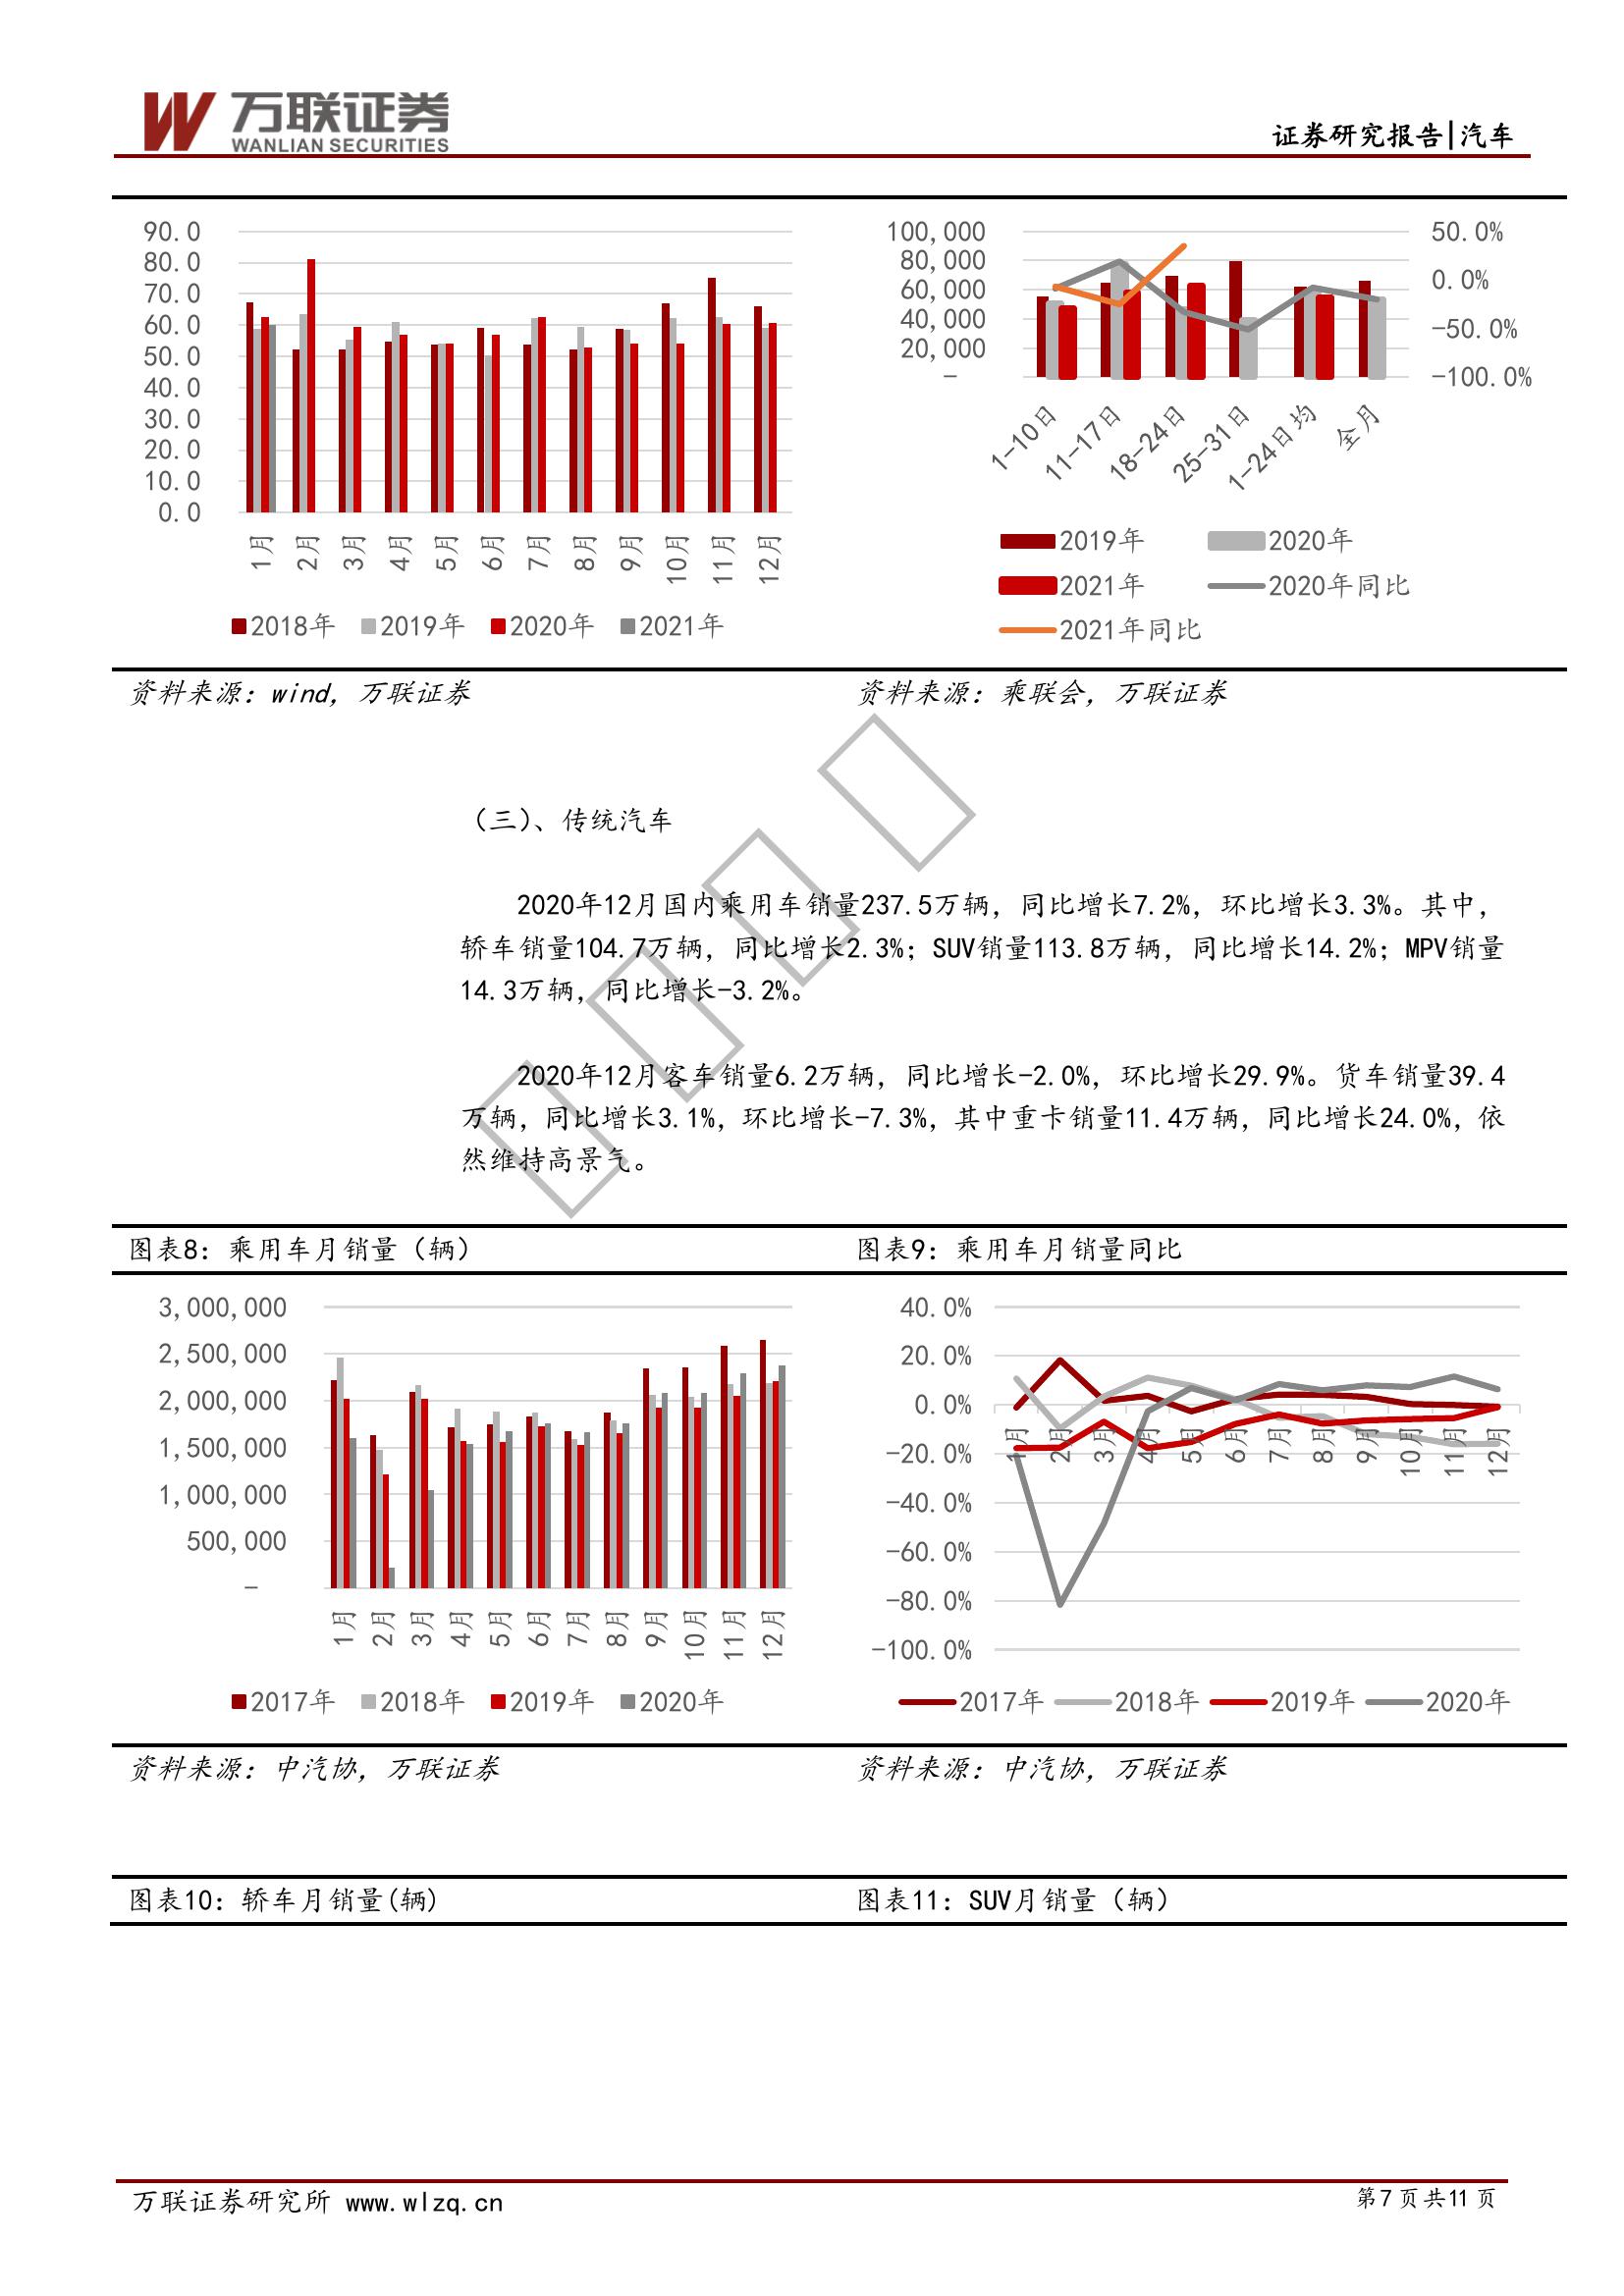 万联证券
WANLIAN SECURITIES
证券研究报告|汽车
90.0
80.0
70.0
60.0
50.0
40.0
30.0
20.0
10.0
0.0
1月 2月 3月 4月 5月 6月 7月 8月 9月 10月 11月 12月
2018年 2019年 2020年 2021年
100,000
80,000
60,000
40,000
20,000
-
50.0%
0.0%
-50.0%
-100.0%
1-10日 11-17日 18-24日 25-31日 1-24日均 全月
2019年 2020年
2021年 2020年同比
2021年同比
资料来源：wind，万联证券
资料来源：乘联会，万联证券
（三）、传统汽车
2020年12月国内乘用车销量237.5万辆，同比增长7.2%，环比增长3.3%。其中，
轿车销量104.7万辆，同比增长2.3%；SUV销量113.8万辆，同比增长14.2%；MPV销量
14.3万辆，同比增长-3.2%。
2020年12月客车销量6.2万辆，同比增长-2.0%，环比增长29.9%。货车销量39.4
万辆，同比增长3.1%，环比增长-7.3%，其中重卡销量11.4万辆，同比增长24.0%，依
然维持高景气。
图表8：乘用车月销量（辆）
图表9：乘用车月销量同比
3,000,000
2,500,000
2,000,000
1,500,000
1,000,000
500,000
-
1月 2月 3月 4月 5月 6月 7月 8月 9月 10月 11月 12月
2017年 2018年 2019年 2020年
40.0%
20.0%
0.0%
-20.0%
-40.0%
-60.0%
-80.0%
-100.0%
1月 2月 3月 4月 5月 6月 7月 8月 9月 10月 11月 12月
2017年 2018年 2019年 2020年
资料来源：中汽协，万联证券
资料来源：中汽协，万联证券
图表10：轿车月销量(辆)
图表11：SUV月销量（辆）
万联证券研究所 www.wlzq.cn
第 7 页 共 11 页